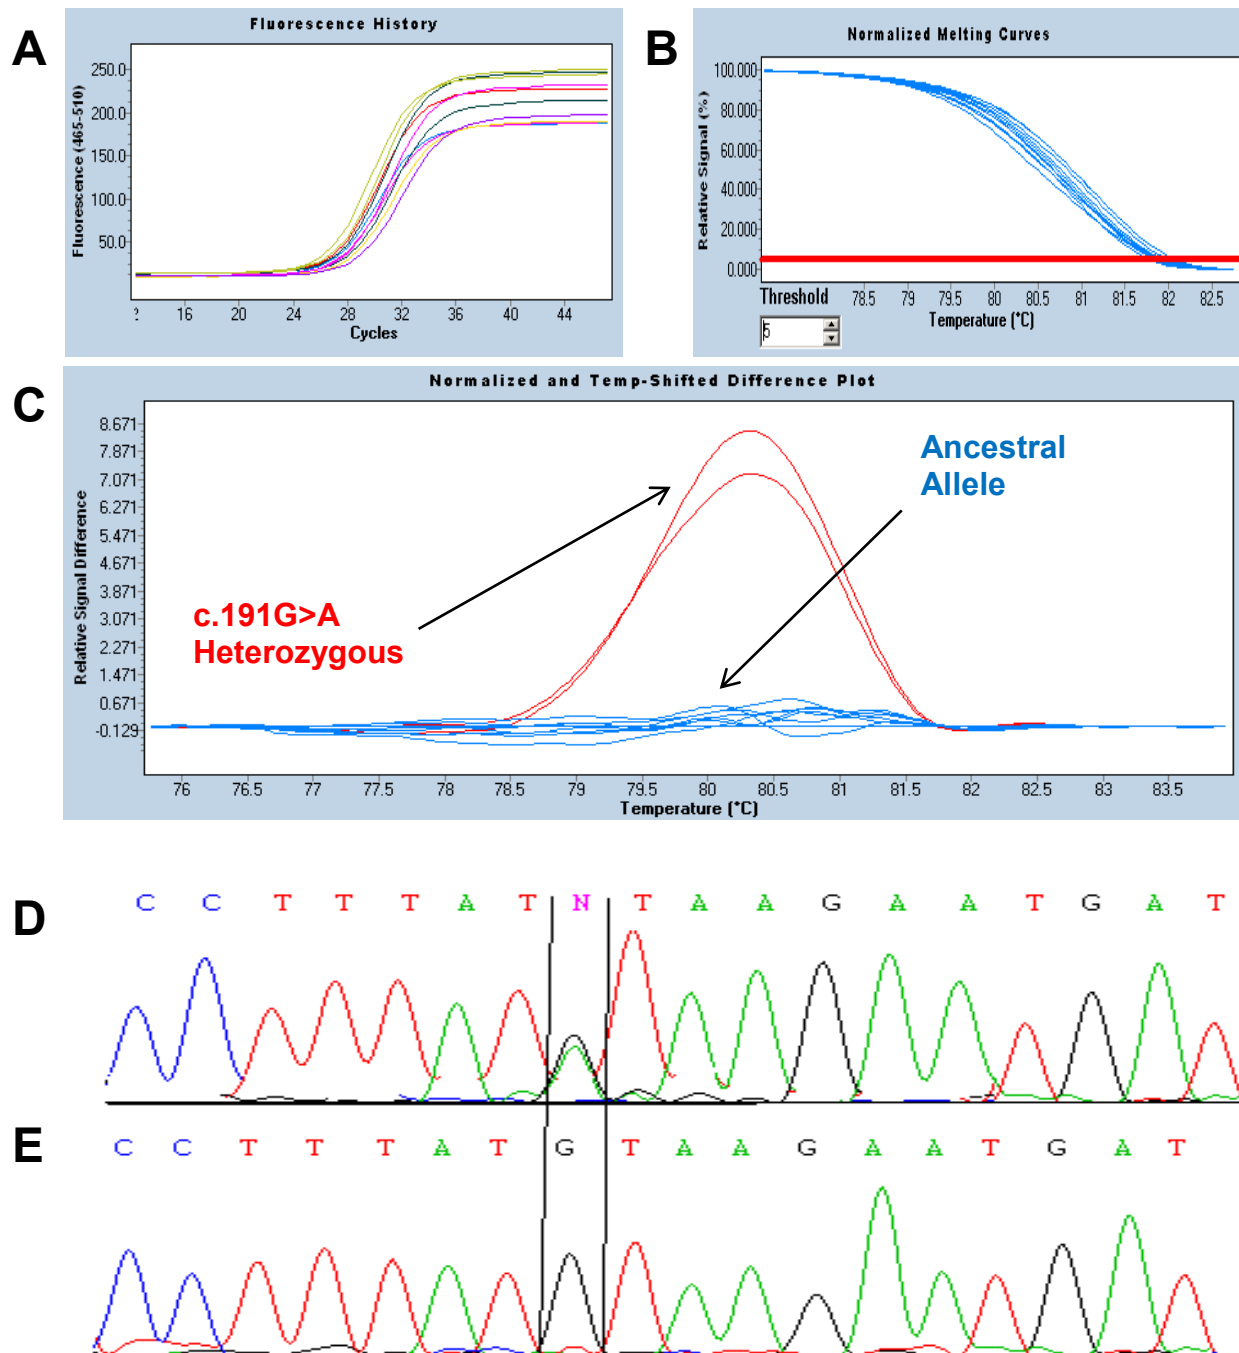 A
Fluorescence History
Fluorescence (465-510)
250.0
200.0
150.0
100.0
50.0
: 16 20 24 28 32 36 40 44
Cycles
B
Normalized Melting Curves
Relative Signal (%)
100.000
80.000
60.000
40.000
20.000
0.000
Threshold
5
78.5 79 79.5 80 80.5 81 81.5 82 82.5
Temperature (°C)
C
Normalized and Temp-Shifted Difference Plot
Relative Signal Difference
8.671
7.871
7.071
6.271
5.471
4.671
3.871
3.071
2.271
1.471
0.671
-0.129
Ancestral
Allele
c.191G>A
Heterozygous
76 76.5 77 77.5 78 78.5 79 79.5 80 80.5 81 81.5 82 82.5 83 83.5
Temperature (°C)
D
C C T T T A T N T A A G A A T G A T
E
C C T T T A T G T A A G A A T G A T